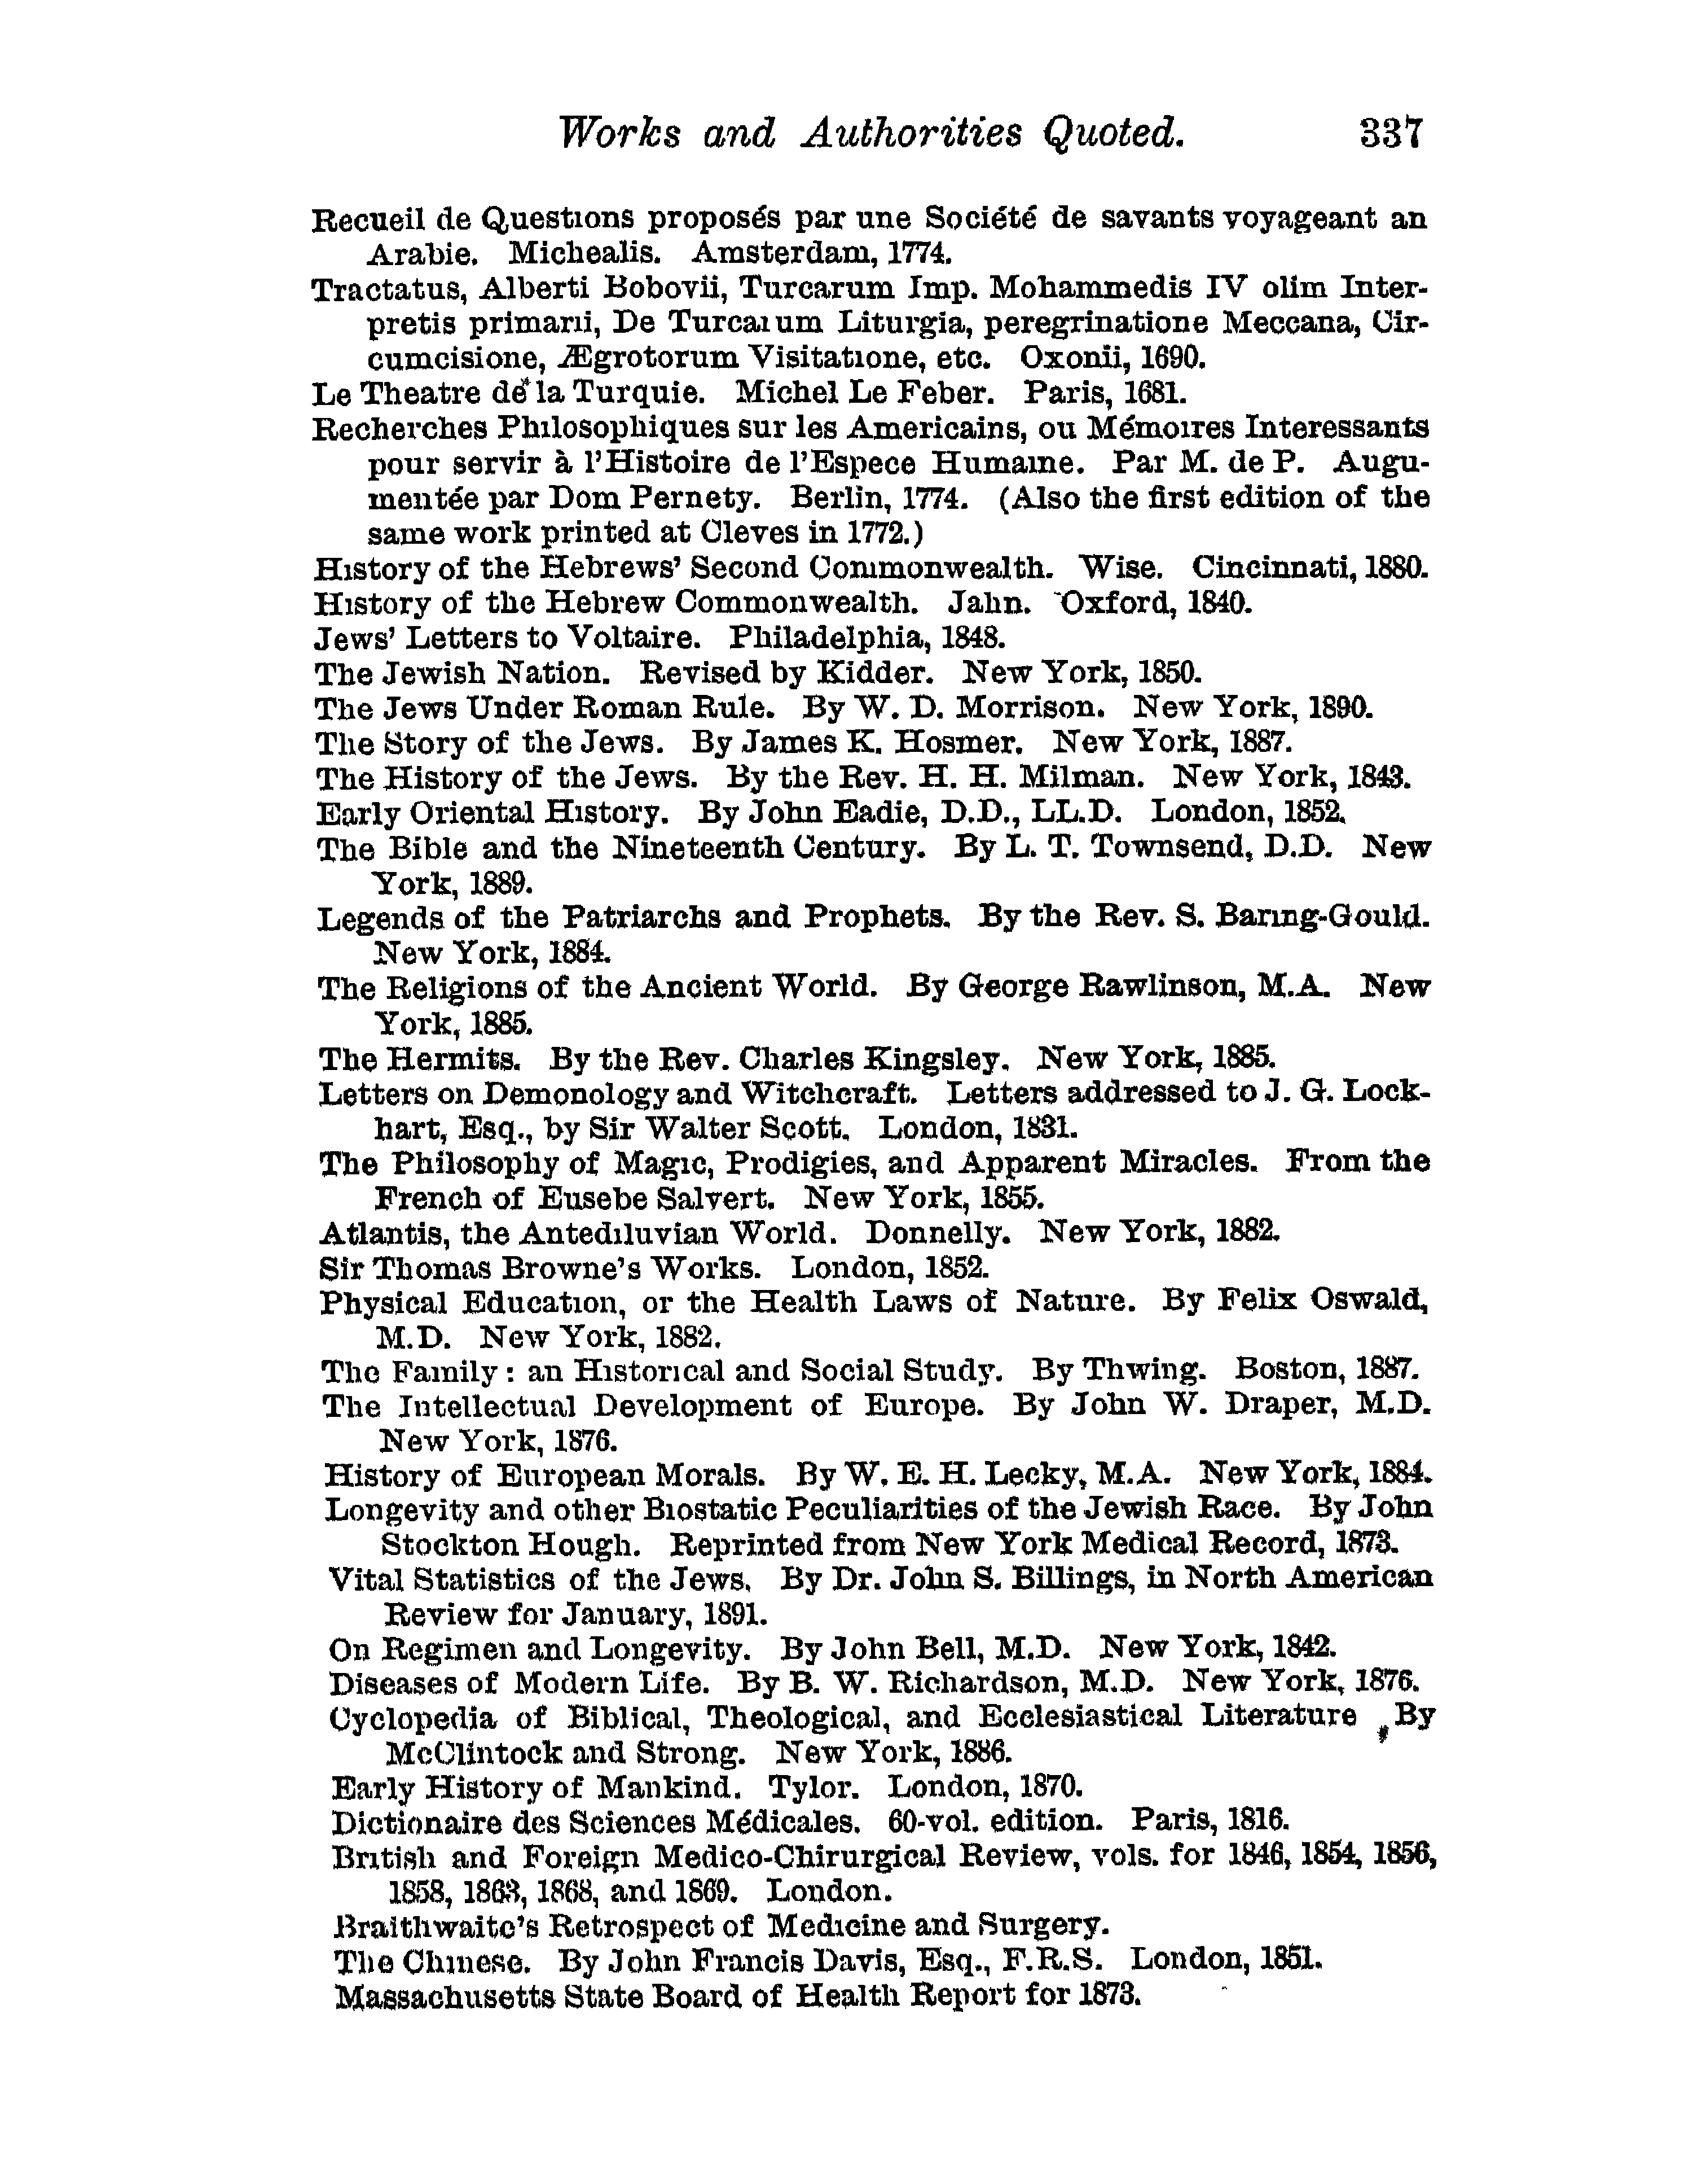 Works and Authorities Quoted. 337
Recueil de Questions proposés par une Société de savants voyageant an
Arabie. Michealis. Amsterdam, 1774.
Tractatus, Alberti Bobovii, Turcarum Imp. Mohammedis IV olim Inter-
pretis primarii, De Turcarum Liturgia, peregrinatione Meccana, Cir-
cumcisione, Ægrotorum Visitatione, etc. Oxonii, 1690.
Le Theatre de la Turquie. Michel Le Feber. Paris, 1681.
Recherches Philosophiques sur les Americains, ou Mémoires Interessants
pour servir à l'Histoire de l'Espece Humaine. Par M. de P. Augu-
mentée par Dom Pernety. Berlin, 1774. (Also the first edition of the
same work printed at Cleves in 1772.)
History of the Hebrews' Second Commonwealth. Wise. Cincinnati, 1880.
History of the Hebrew Commonwealth. Jahn. Oxford, 1840.
Jews' Letters to Voltaire. Philadelphia, 1848.
The Jewish Nation. Revised by Kidder. New York, 1850.
The Jews Under Roman Rule. By W. D. Morrison. New York, 1890.
The Story of the Jews. By James K. Hosmer. New York, 1887.
The History of the Jews. By the Rev. H. H. Milman. New York, 1843.
Early Oriental History. By John Eadie, D.D., LL.D. London, 1852.
The Bible and the Nineteenth Century. By L. T. Townsend, D.D. New
York, 1889.
Legends of the Patriarchs and Prophets. By the Rev. S. Baring-Gould.
New York, 1884.
The Religions of the Ancient World. By George Rawlinson, M.A. New
York, 1885.
The Hermits. By the Rev. Charles Kingsley. New York, 1885.
Letters on Demonology and Witchcraft. Letters addressed to J. G. Lock-
hart, Esq., by Sir Walter Scott. London, 1831.
The Philosophy of Magic, Prodigies, and Apparent Miracles. From the
French of Eusebe Salvert. New York, 1855.
Atlantis, the Antediluvian World. Donnelly. New York, 1882.
Sir Thomas Browne's Works. London, 1852.
Physical Education, or the Health Laws of Nature. By Felix Oswald,
M.D. New York, 1882.
The Family: an Historical and Social Study. By Thwing. Boston, 1887.
The Intellectual Development of Europe. By John W. Draper, M.D.
New York, 1876.
History of European Morals. By W. E. H. Lecky, M.A. New York, 1884.
Longevity and other Biostatic Peculiarities of the Jewish Race. By John
Stockton Hough. Reprinted from New York Medical Record, 1873.
Vital Statistics of the Jews. By Dr. John S. Billings, in North American
Review for January, 1891.
On Regimen and Longevity. By John Bell, M.D. New York, 1842.
Diseases of Modern Life. By B. W. Richardson, M.D. New York, 1876.
Cyclopedia of Biblical, Theological, and Ecclesiastical Literature By
McClintock and Strong. New York, 1886.
Early History of Mankind. Tylor. London, 1870.
Dictionaire des Sciences Médicales. 60-vol. edition. Paris, 1816.
British and Foreign Medico-Chirurgical Review, vols. for 1846, 1854, 1856,
1858, 1863, 1868, and 1869. London.
Braithwaite's Retrospect of Medicine and Surgery.
The Chinese. By John Francis Davis, Esq., F.R.S. London, 1851.
Massachusetts State Board of Health Report for 1873.